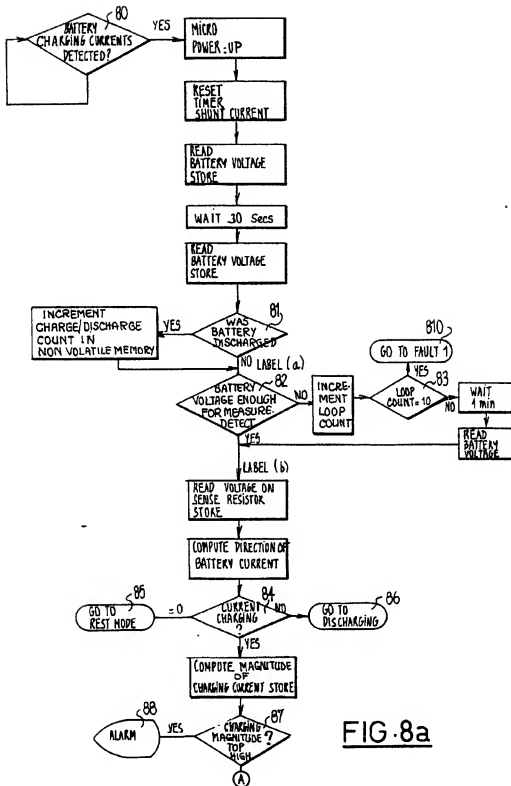 80
BATTERY
CHARGING CURRENTS
DETECTED?
YES
MICRO
POWER:UP
RESET
TIMER
SHUNT CURRENT
READ
BATTERY VOLTAGE
STORE
WAIT 30 Secs
READ
BATTERY VOLTAGE
STORE
81
WAS
BATTERY
DISCHARGED
YES
INCREMENT
CHARGE/DISCHARGE
COUNT IN
NON VOLATILE MEMORY
NO
LABEL (a)
82
BATTERY
VOLTAGE ENOUGH
FOR MEASURE.
DETECT
NO
INCRE
MENT
LOOP
COUNT
810
GO TO FAULT 1
YES
83
LOOP
COUNT=10
NO
WAIT
1 min
READ
BATTERY
VOLTAGE
YES
LABEL (b)
READ VOLTAGE ON
SENSE RESISTOR
STORE
COMPUTE DIRECTION OF
BATTERY CURRENT
85
GO TO
REST MODE
=0
84
CURRENT
CHARGING
?
NO
86
GO TO
DISCHARGING
YES
COMPUTE MAGNITUDE
OF
CHARGING CURRENT STORE
88
ALARM
YES
87
CHARGING
MAGNITUDE
TOP
HIGH
?
A
FIG.8a